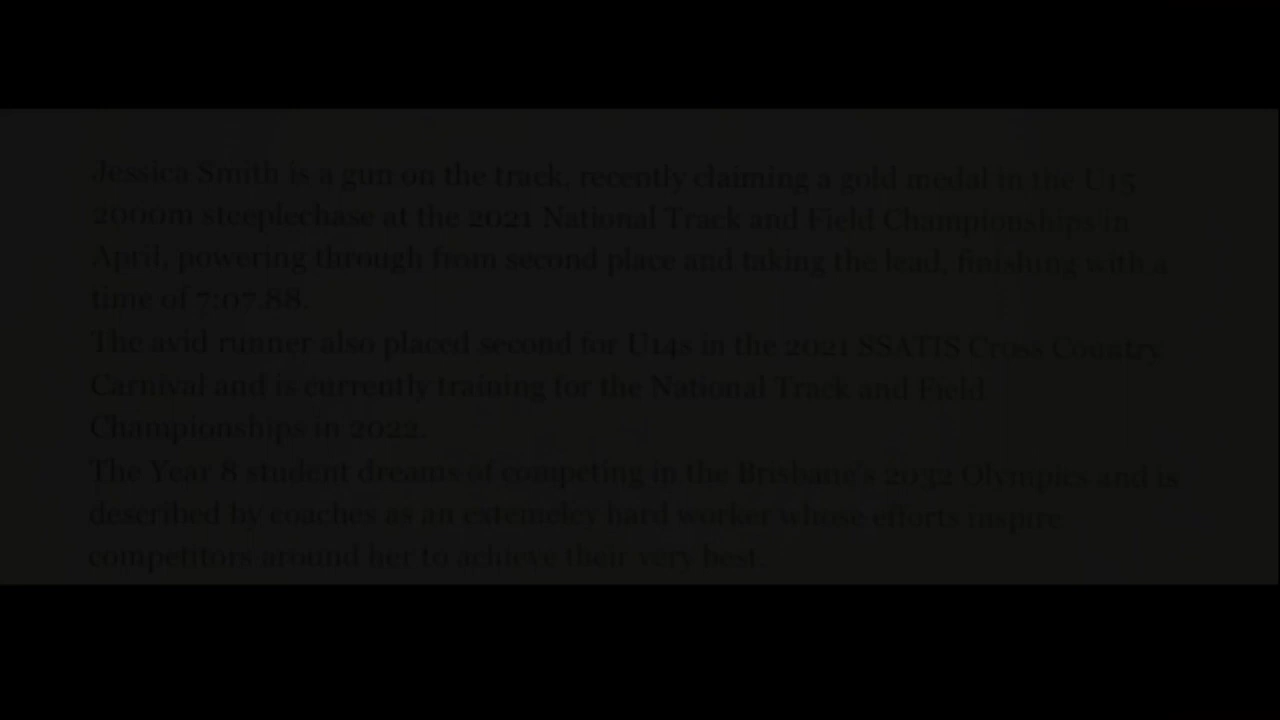 Jessica Smith is a gun on the track, recently claiming a gold medal in the U15
2000m steeplechase at the 2021 National Track and Field Championships in
April, powering through from second place and taking the lead, finishing with a
time of 7:07.88.
The avid runner also placed second for U14s in the 2021 SSATIS Cross Country
Carnival and is currently training for the National Track and Field
Championships in 2022.
The Year 8 student dreams of competing in the Brisbane's 2032 Olympics and is
described by coaches as an extemeley hard worker whose efforts inspire
competitors around her to achieve their very best.